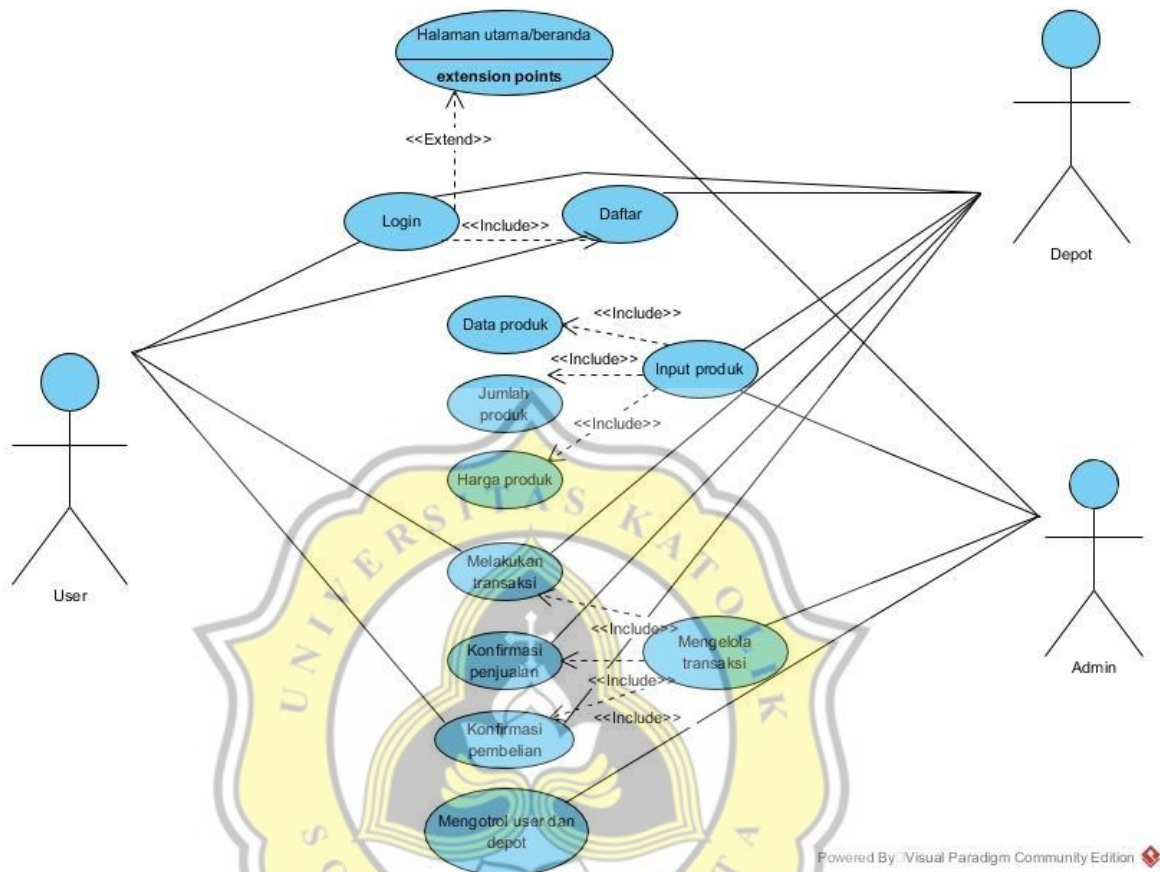 Halaman utama/beranda
extension points
<<Extend>>
Login
<<Include>>
Daftar
Depot
Data produk
<<Include>>
<<Include>>
Input produk
Jumlah
produk
<<Include>>
Harga produk
User
Melakukan
transaksi
<<Include>>
Mengelola
transaksi
Konfirmasi
penjualan
<<Include>>
<<Include>>
Konfirmasi
pembelian
Admin
Mengotrol user dan
depot
UNIVERSITAS KATOLIK
Powered By Visual Paradigm Community Edition